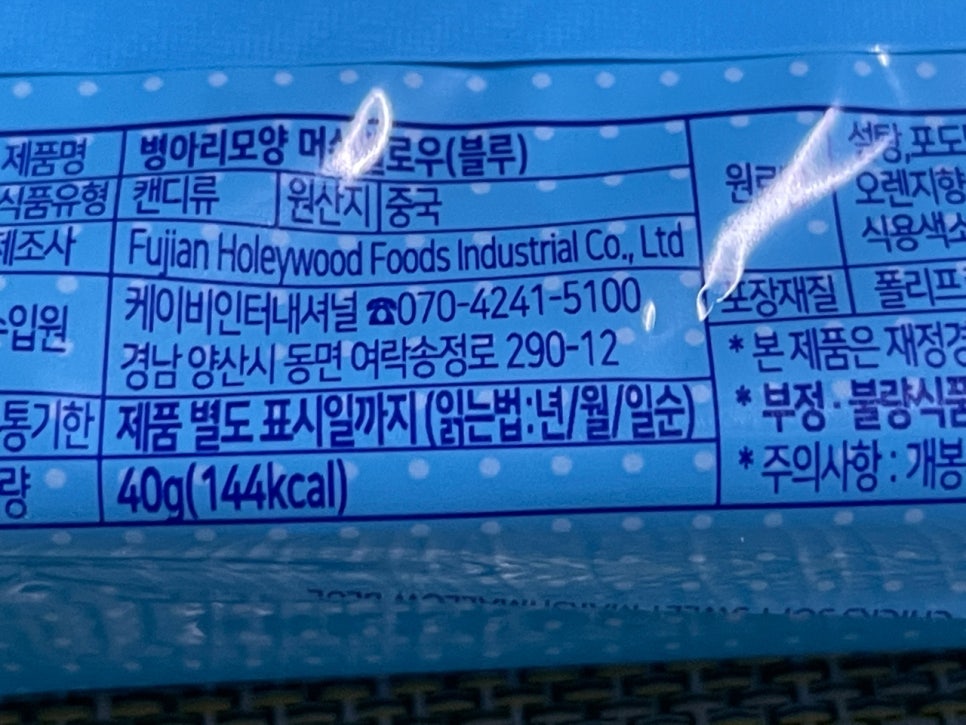 제품명 병아리모양 로우(블루)
식품유형 캔디류 원산지 중국
제조사 Fujian Holeywood Foods Industrial Co., Ltd
수입원 케이비인터내셔널 ☎070-4241-5100
경남 양산시 동면 여락송정로 290-12
통기한 제품 별도 표시일까지 (읽는법:년/월/일순)
량 40g(144kcal)
설탕,포도
오렌지향
식용색소
포장재질 폴리프
* 본 제품은 재정경
* 부정·불량식품
* 주의사항 : 개봉